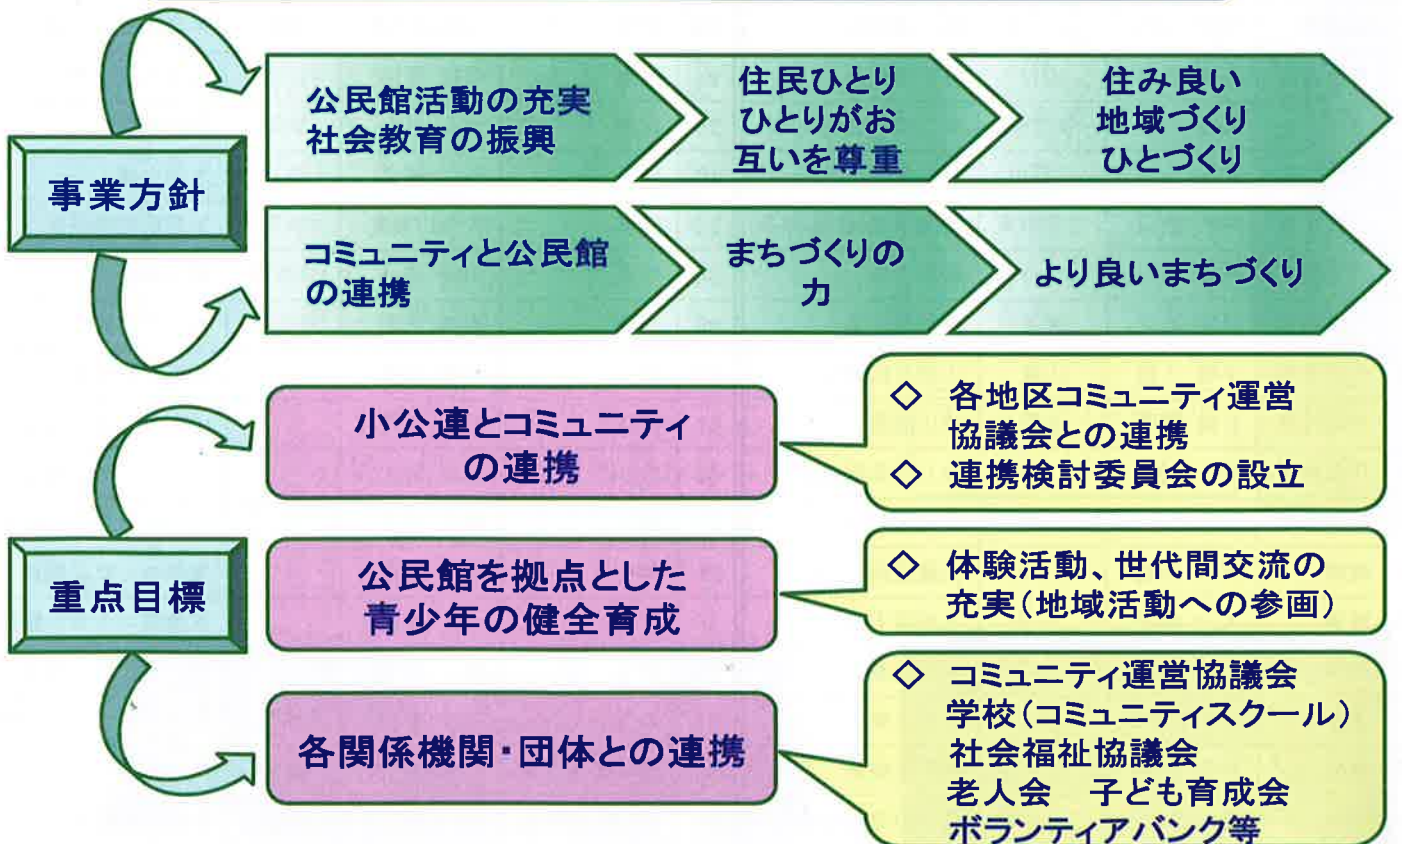 事業方針
公民館活動の充実
社会教育の振興
住民ひとり
ひとりがお
互いを尊重
住み良い
地域づくり
ひとづくり
コミュニティと公民館
の連携
まちづくりの
力
より良いまちづくり
重点目標
小公連とコミュニティ
の連携
◇ 各地区コミュニティ運営
協議会との連携
◇ 連携検討委員会の設立
公民館を拠点とした
青少年の健全育成
◇ 体験活動、世代間交流の
充実(地域活動への参画)
各関係機関・団体との連携
◇ コミュニティ運営協議会
学校(コミュニティスクール)
社会福祉協議会
老人会 子ども育成会
ボランティアバンク等